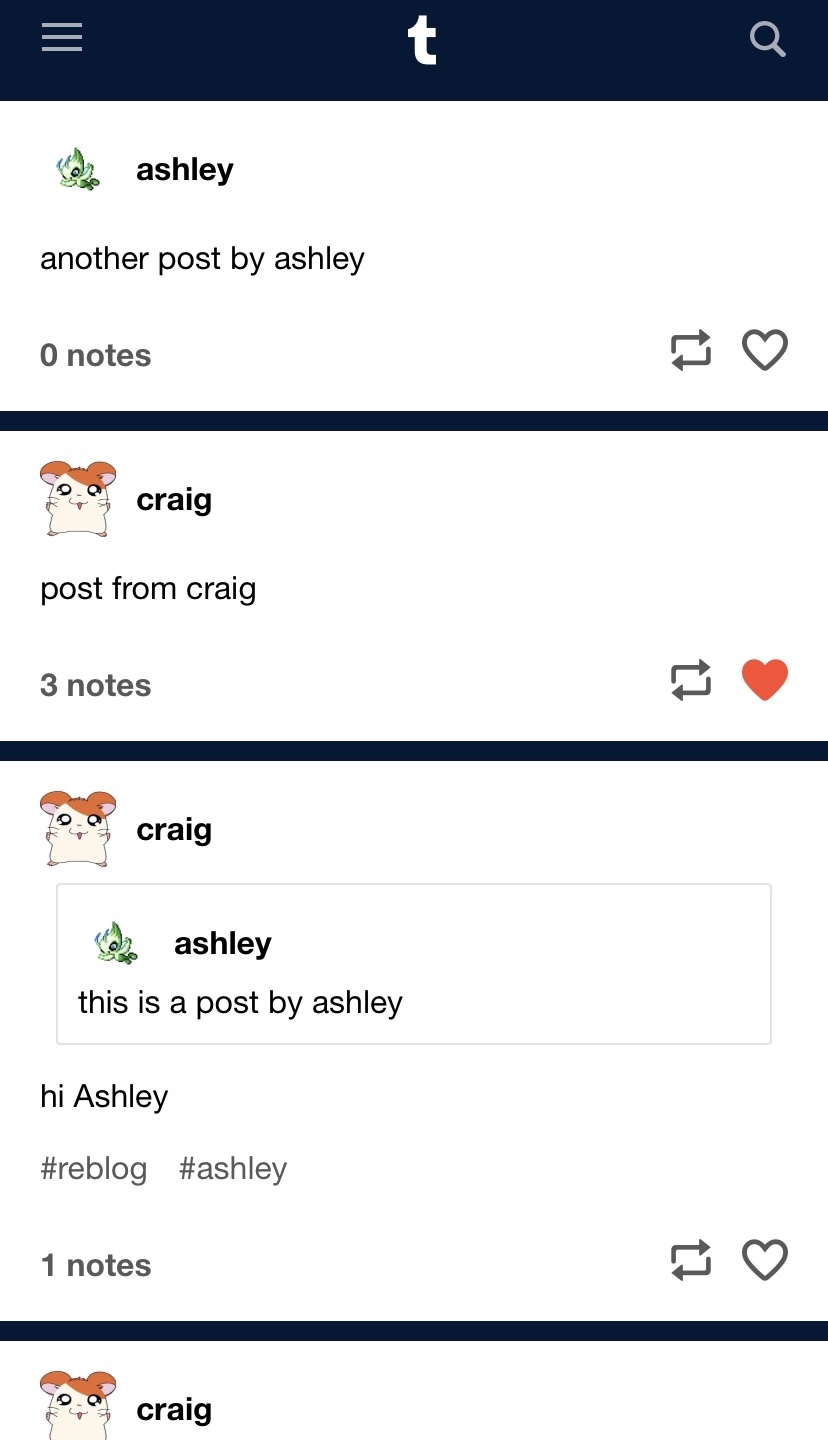 t
ashley
another post by ashley
0 notes
craig
post from craig
3 notes
craig
ashley
this is a post by ashley
hi Ashley
#reblog #ashley
1 notes
craig